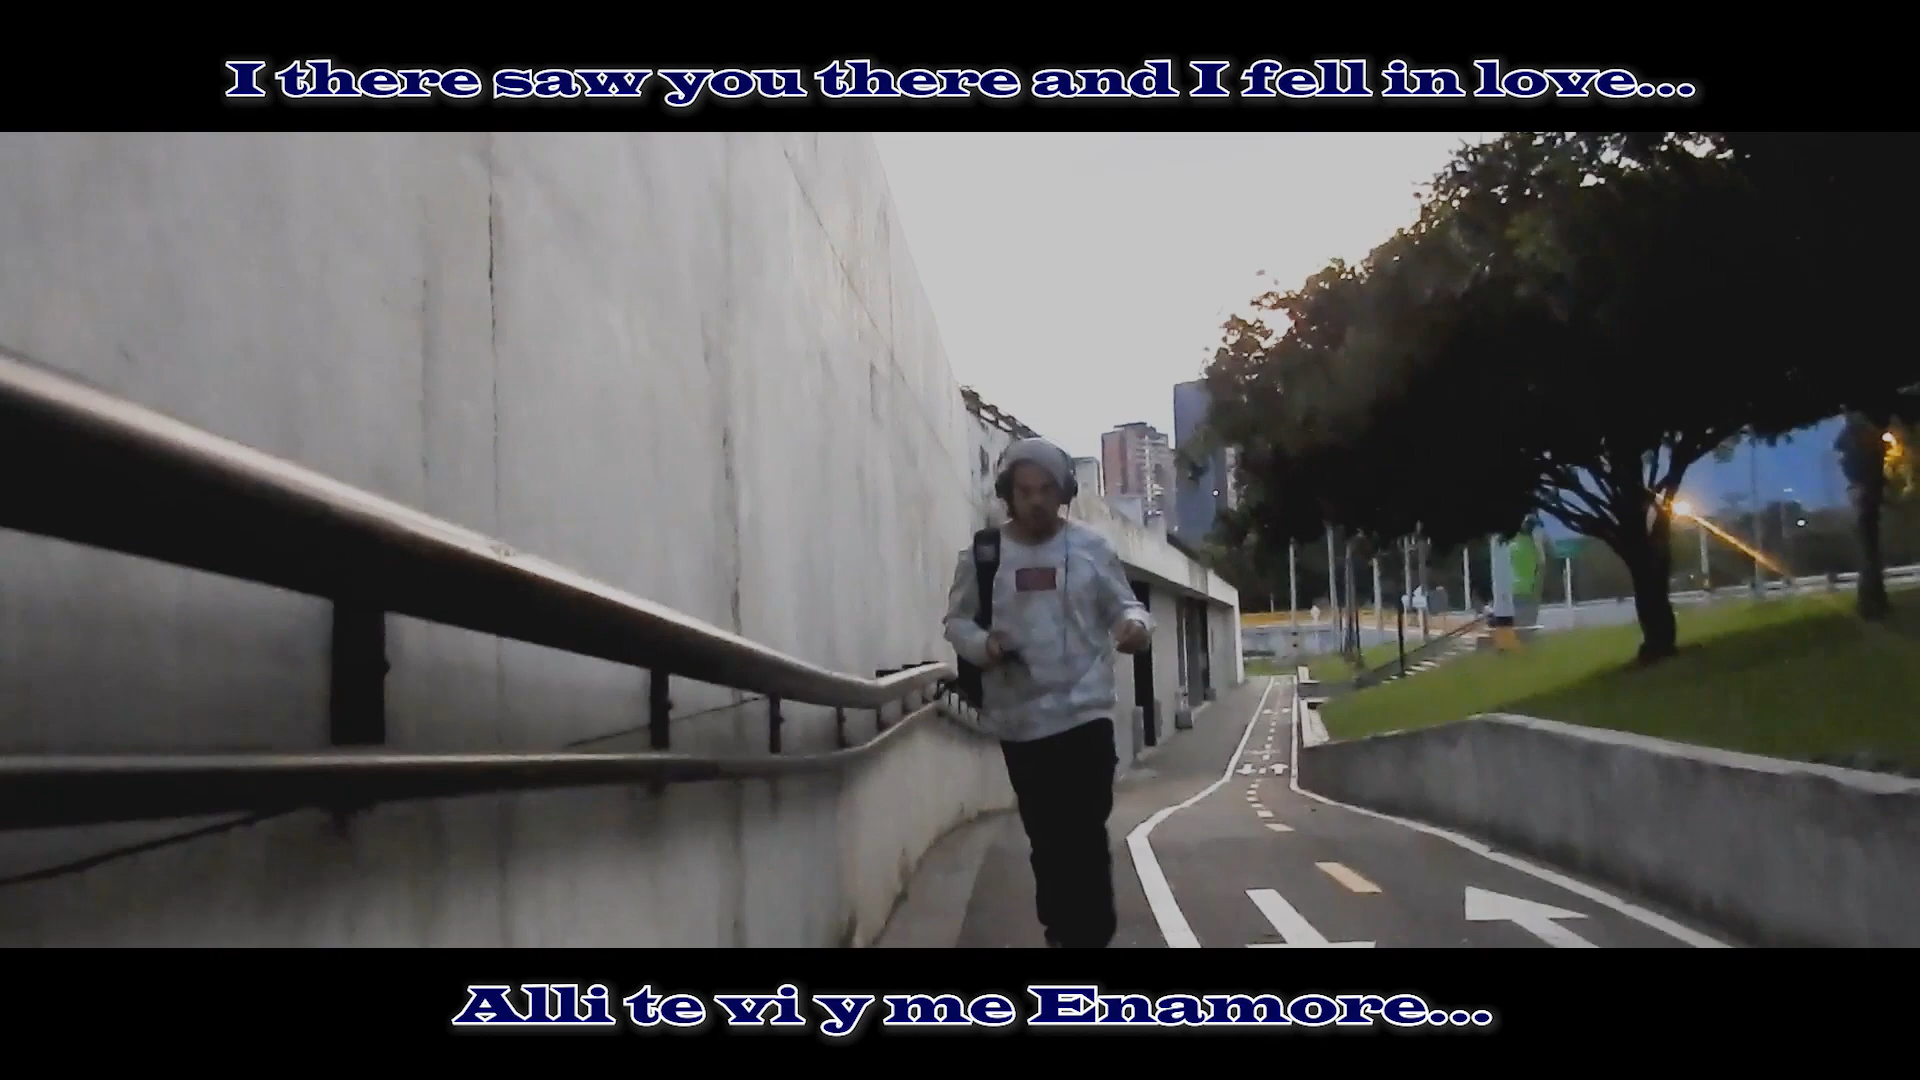 I there saw you there and I fell in love...
Alli te vi y me Enamore...